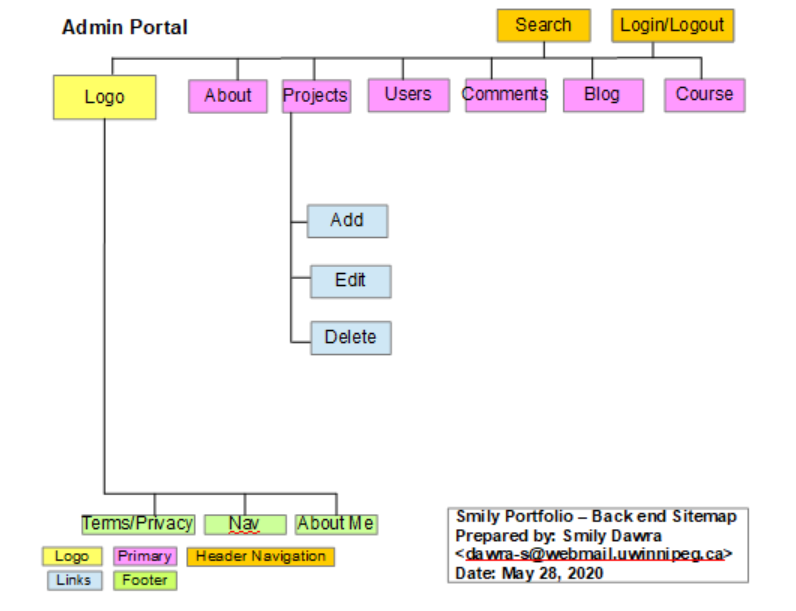 Admin Portal
Search
Login/Logout
Logo
About
Projects
Users
Comments
Blog
Course
Add
Edit
Delete
Terms/Privacy
Nav
About Me
Logo
Primary
Header Navigation
Links
Footer
Smily Portfolio – Back end Sitemap
Prepared by: Smily Dawra
<dawra-s@webmail.uwinnipeg.ca>
Date: May 28, 2020